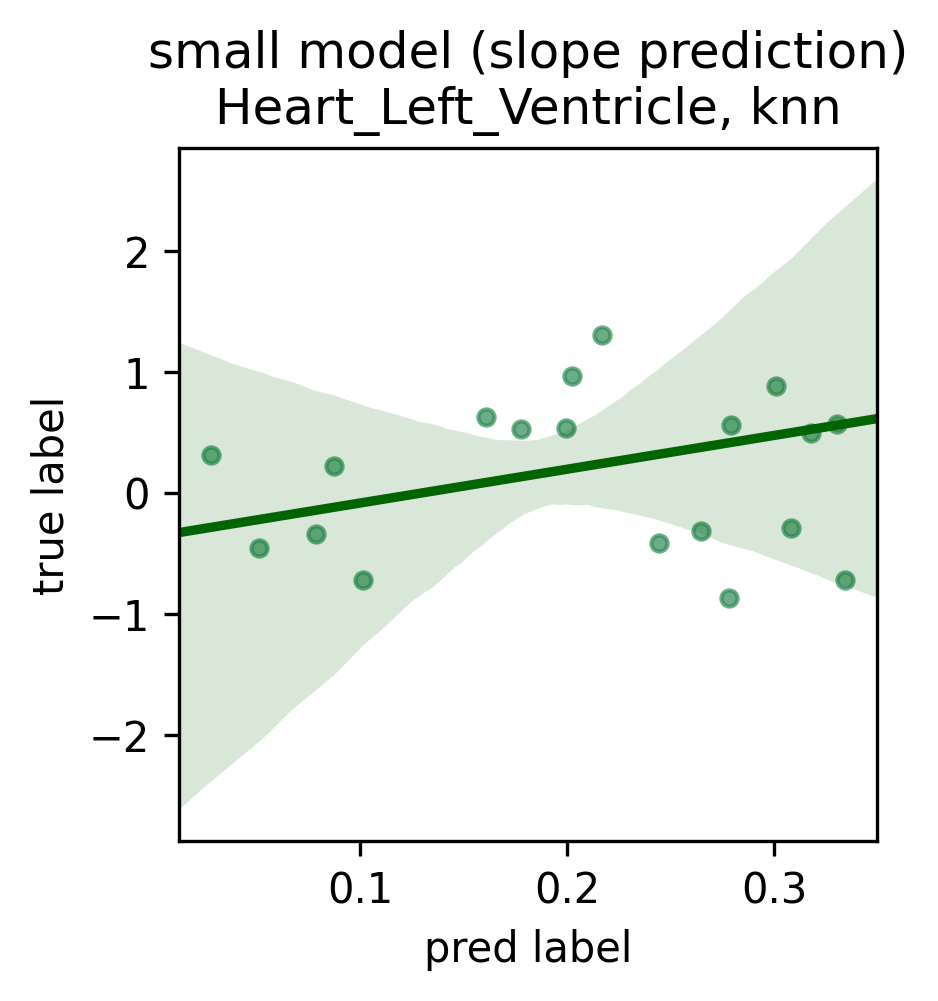 small model (slope prediction)
Heart_Left_Ventricle, knn
2
1
0
−1
−2
true label
0.1
0.2
0.3
pred label